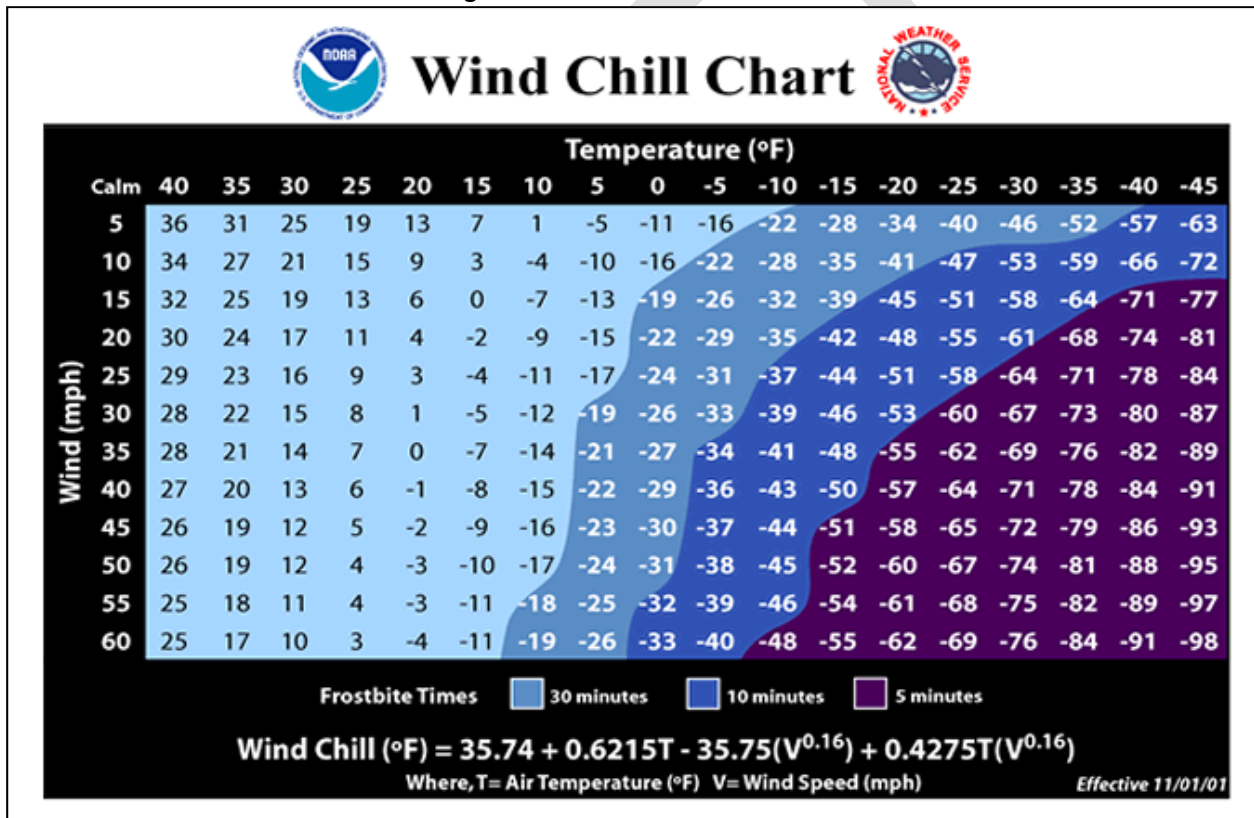 Wind Chill Chart
NOAA
NATIONAL WEATHER SERVICE
Temperature (ºF)
Calm 40 35 30 25 20 15 10 5 0 -5 -10 -15 -20 -25 -30 -35 -40 -45
Wind (mph)
5 36 31 25 19 13 7 1 -5 -11 -16 -22 -28 -34 -40 -46 -52 -57 -63
10 34 27 21 15 9 3 -4 -10 -16 -22 -28 -35 -41 -47 -53 -59 -66 -72
15 32 25 19 13 6 0 -7 -13 -19 -26 -32 -39 -45 -51 -58 -64 -71 -77
20 30 24 17 11 4 -2 -9 -15 -22 -29 -35 -42 -48 -55 -61 -68 -74 -81
25 29 23 16 9 3 -4 -11 -17 -24 -31 -37 -44 -51 -58 -64 -71 -78 -84
30 28 22 15 8 1 -5 -12 -19 -26 -33 -39 -46 -53 -60 -67 -73 -80 -87
35 28 21 14 7 0 -7 -14 -21 -27 -34 -41 -48 -55 -62 -69 -76 -82 -89
40 27 20 13 6 -1 -8 -15 -22 -29 -36 -43 -50 -57 -64 -71 -78 -84 -91
45 26 19 12 5 -2 -9 -16 -23 -30 -37 -44 -51 -58 -65 -72 -79 -86 -93
50 26 19 12 4 -3 -10 -17 -24 -31 -38 -45 -52 -60 -67 -74 -81 -88 -95
55 25 18 11 4 -3 -11 -18 -25 -32 -39 -46 -54 -61 -68 -75 -82 -89 -97
60 25 17 10 3 -4 -11 -19 -26 -33 -40 -48 -55 -62 -69 -76 -84 -91 -98
Frostbite Times 30 minutes 10 minutes 5 minutes
Wind Chill (ºF) = 35.74 + 0.6215T - 35.75(V^0.16) + 0.4275T(V^0.16)
Where, T= Air Temperature (ºF) V= Wind Speed (mph) Effective 11/01/01